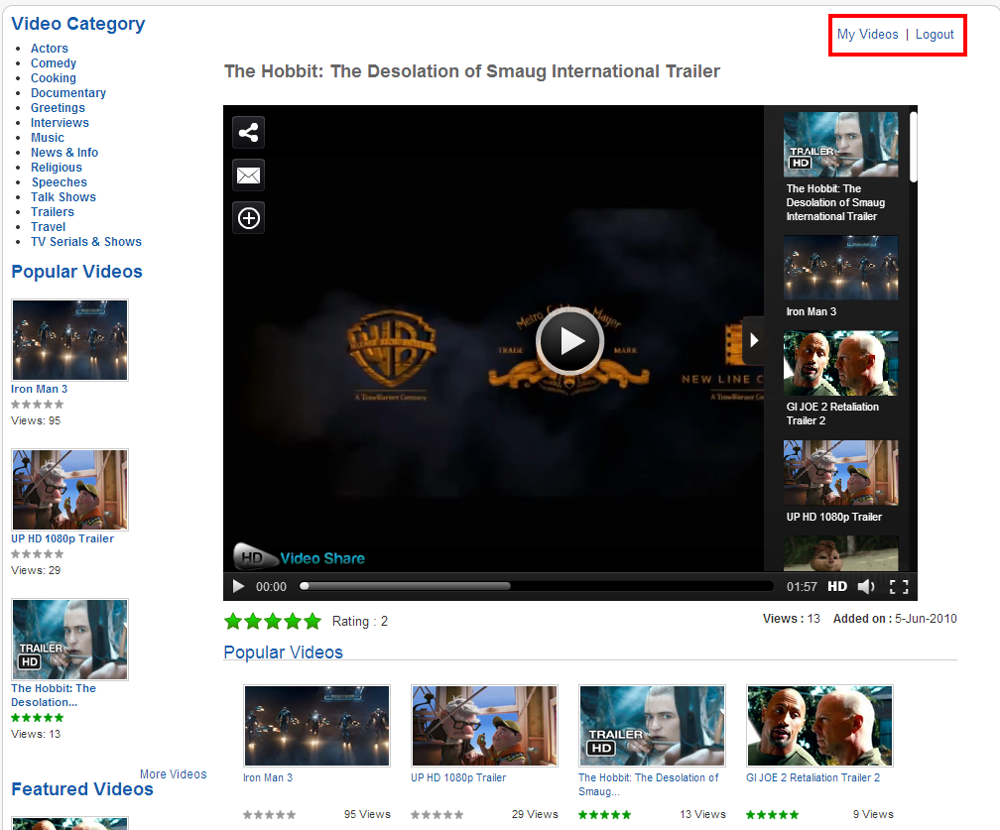 Video Category
Actors
Comedy
Cooking
Documentary
Greetings
Interviews
Music
News & Info
Religious
Speeches
Talk Shows
Trailers
Travel
TV Serials & Shows
Popular Videos
Iron Man 3
Views: 95
UP HD 1080p Trailer
Views: 29
TRAILER
HD
The Hobbit: The
Desolation...
Views: 13
More Videos
Featured Videos
My Videos | Logout
The Hobbit: The Desolation of Smaug International Trailer
WB
A TimeWarner Company
Metro Goldwyn Mayer
TRADE MARK
NEW LINE C
A TimeWarner Co
HD Video Share
00:00
01:57 HD
TRAILER
HD
The Hobbit: The
Desolation of Smaug
International Trailer
Iron Man 3
GI JOE 2 Retaliation
Trailer 2
UP HD 1080p Trailer
Rating : 2
Views : 13 Added on : 5-Jun-2010
Popular Videos
TRAILER
HD
Iron Man 3
UP HD 1080p Trailer
The Hobbit: The Desolation of
Smaug...
GI JOE 2 Retaliation Trailer 2
95 Views
29 Views
13 Views
9 Views